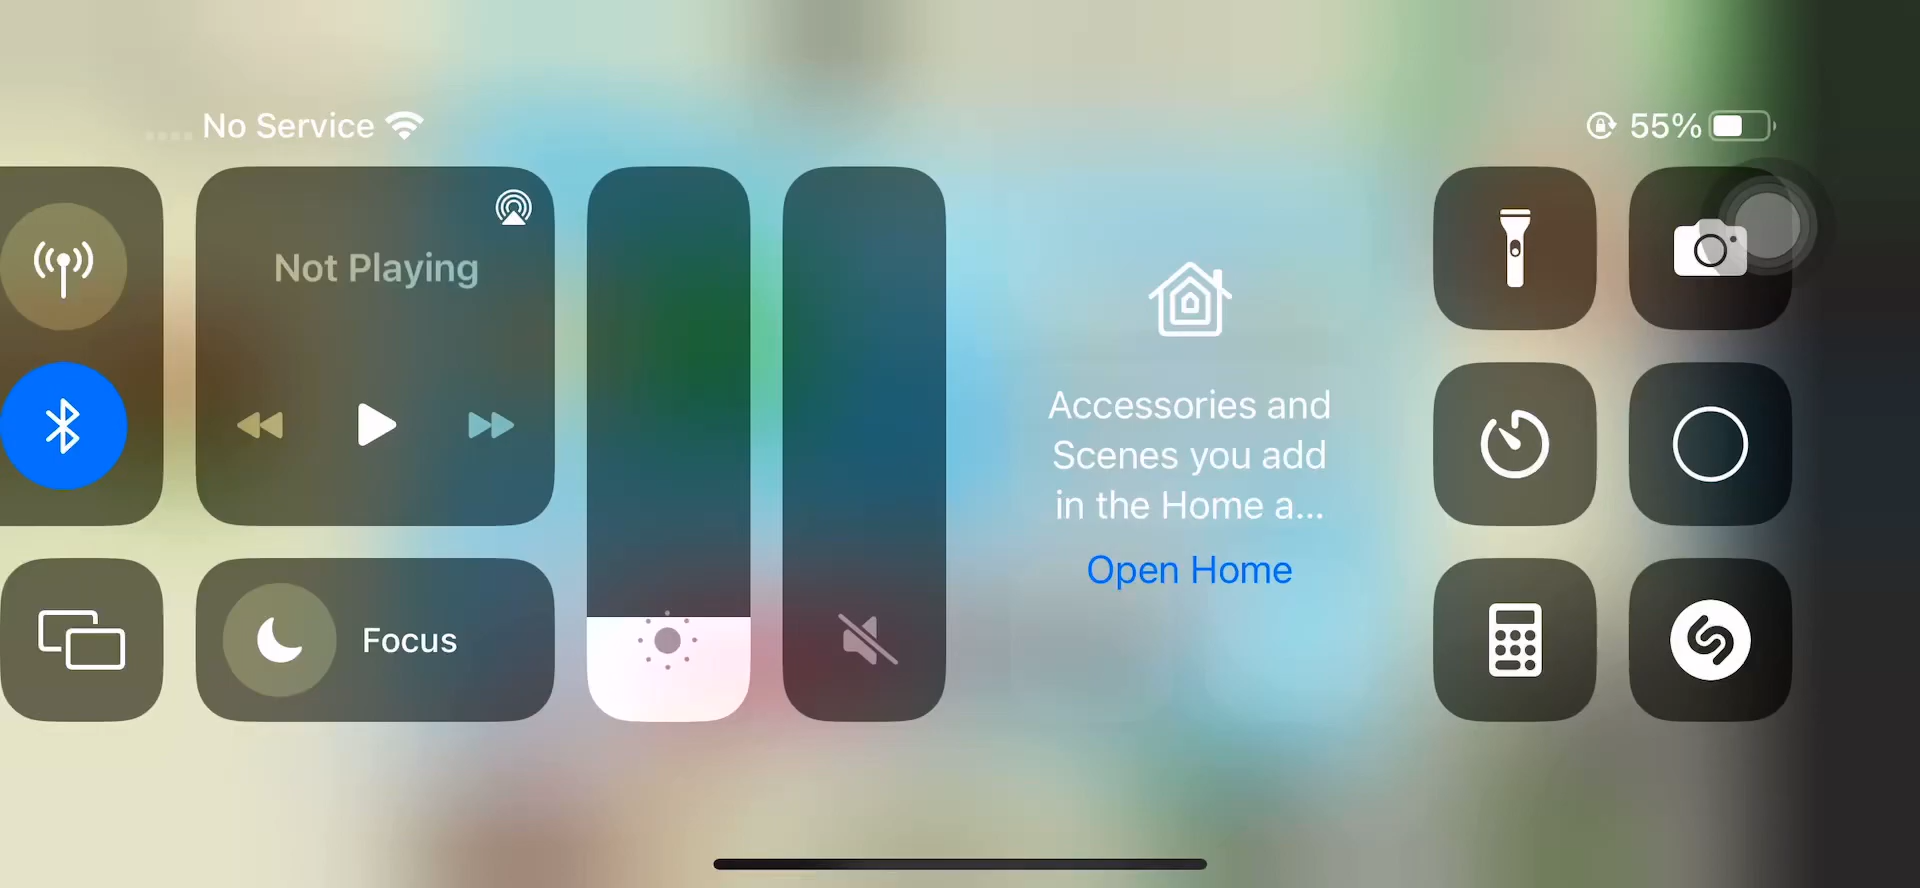 No Service
55%
Not Playing
Focus
Accessories and
Scenes you add
in the Home a...
Open Home